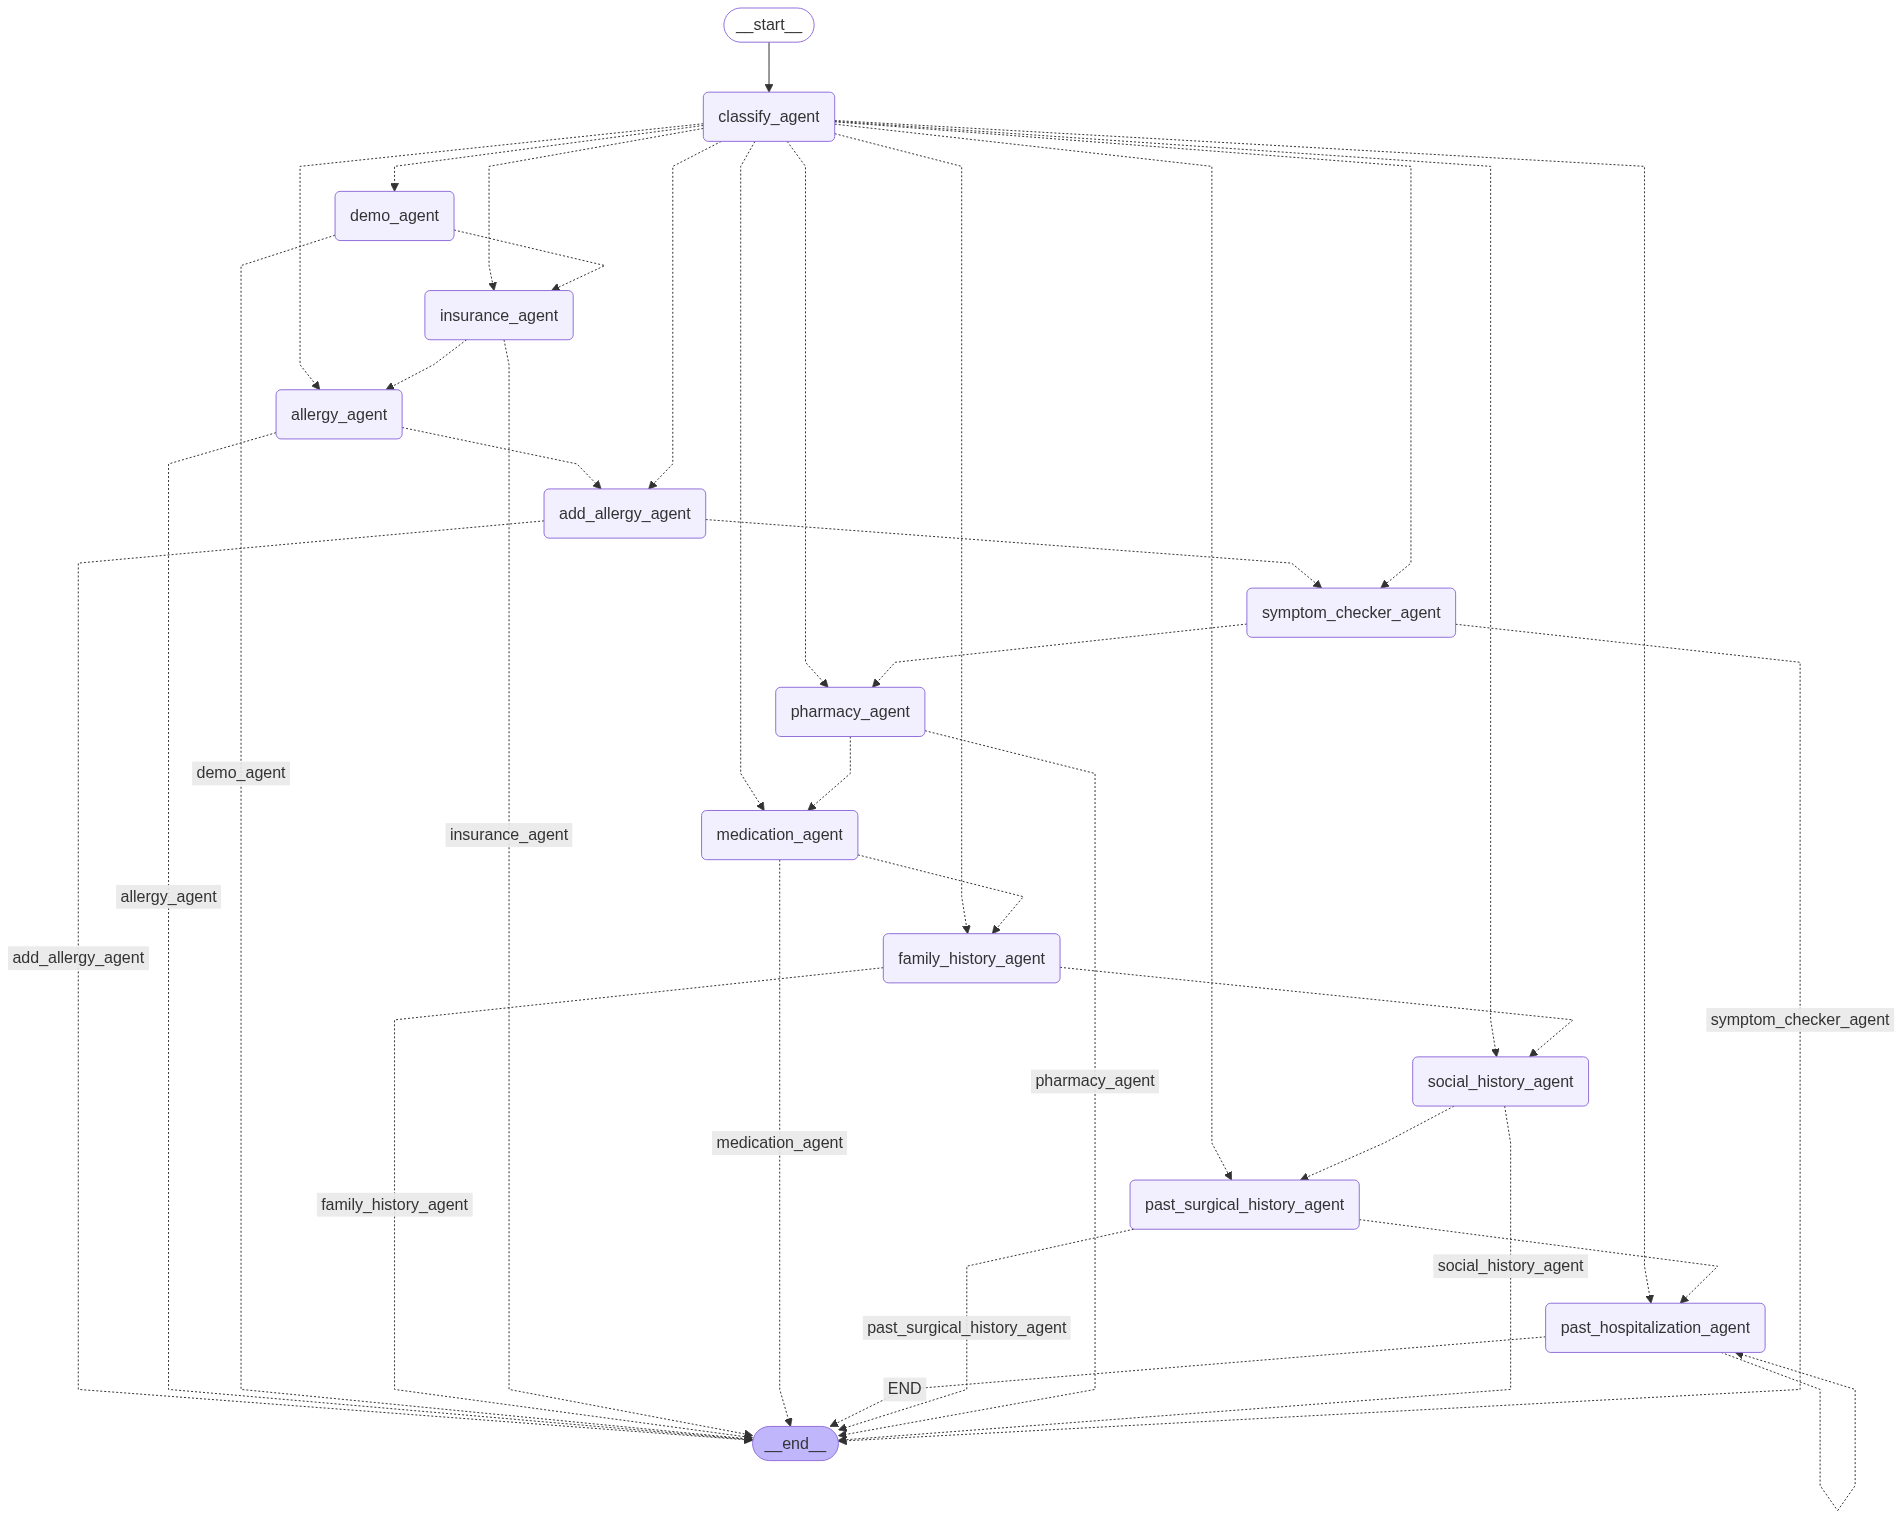 __start__
classify_agent
demo_agent
insurance_agent
allergy_agent
add_allergy_agent
symptom_checker_agent
pharmacy_agent
demo_agent
medication_agent
insurance_agent
allergy_agent
add_allergy_agent
family_history_agent
symptom_checker_agent
social_history_agent
pharmacy_agent
medication_agent
family_history_agent
past_surgical_history_agent
social_history_agent
past_surgical_history_agent
past_hospitalization_agent
END
__end__